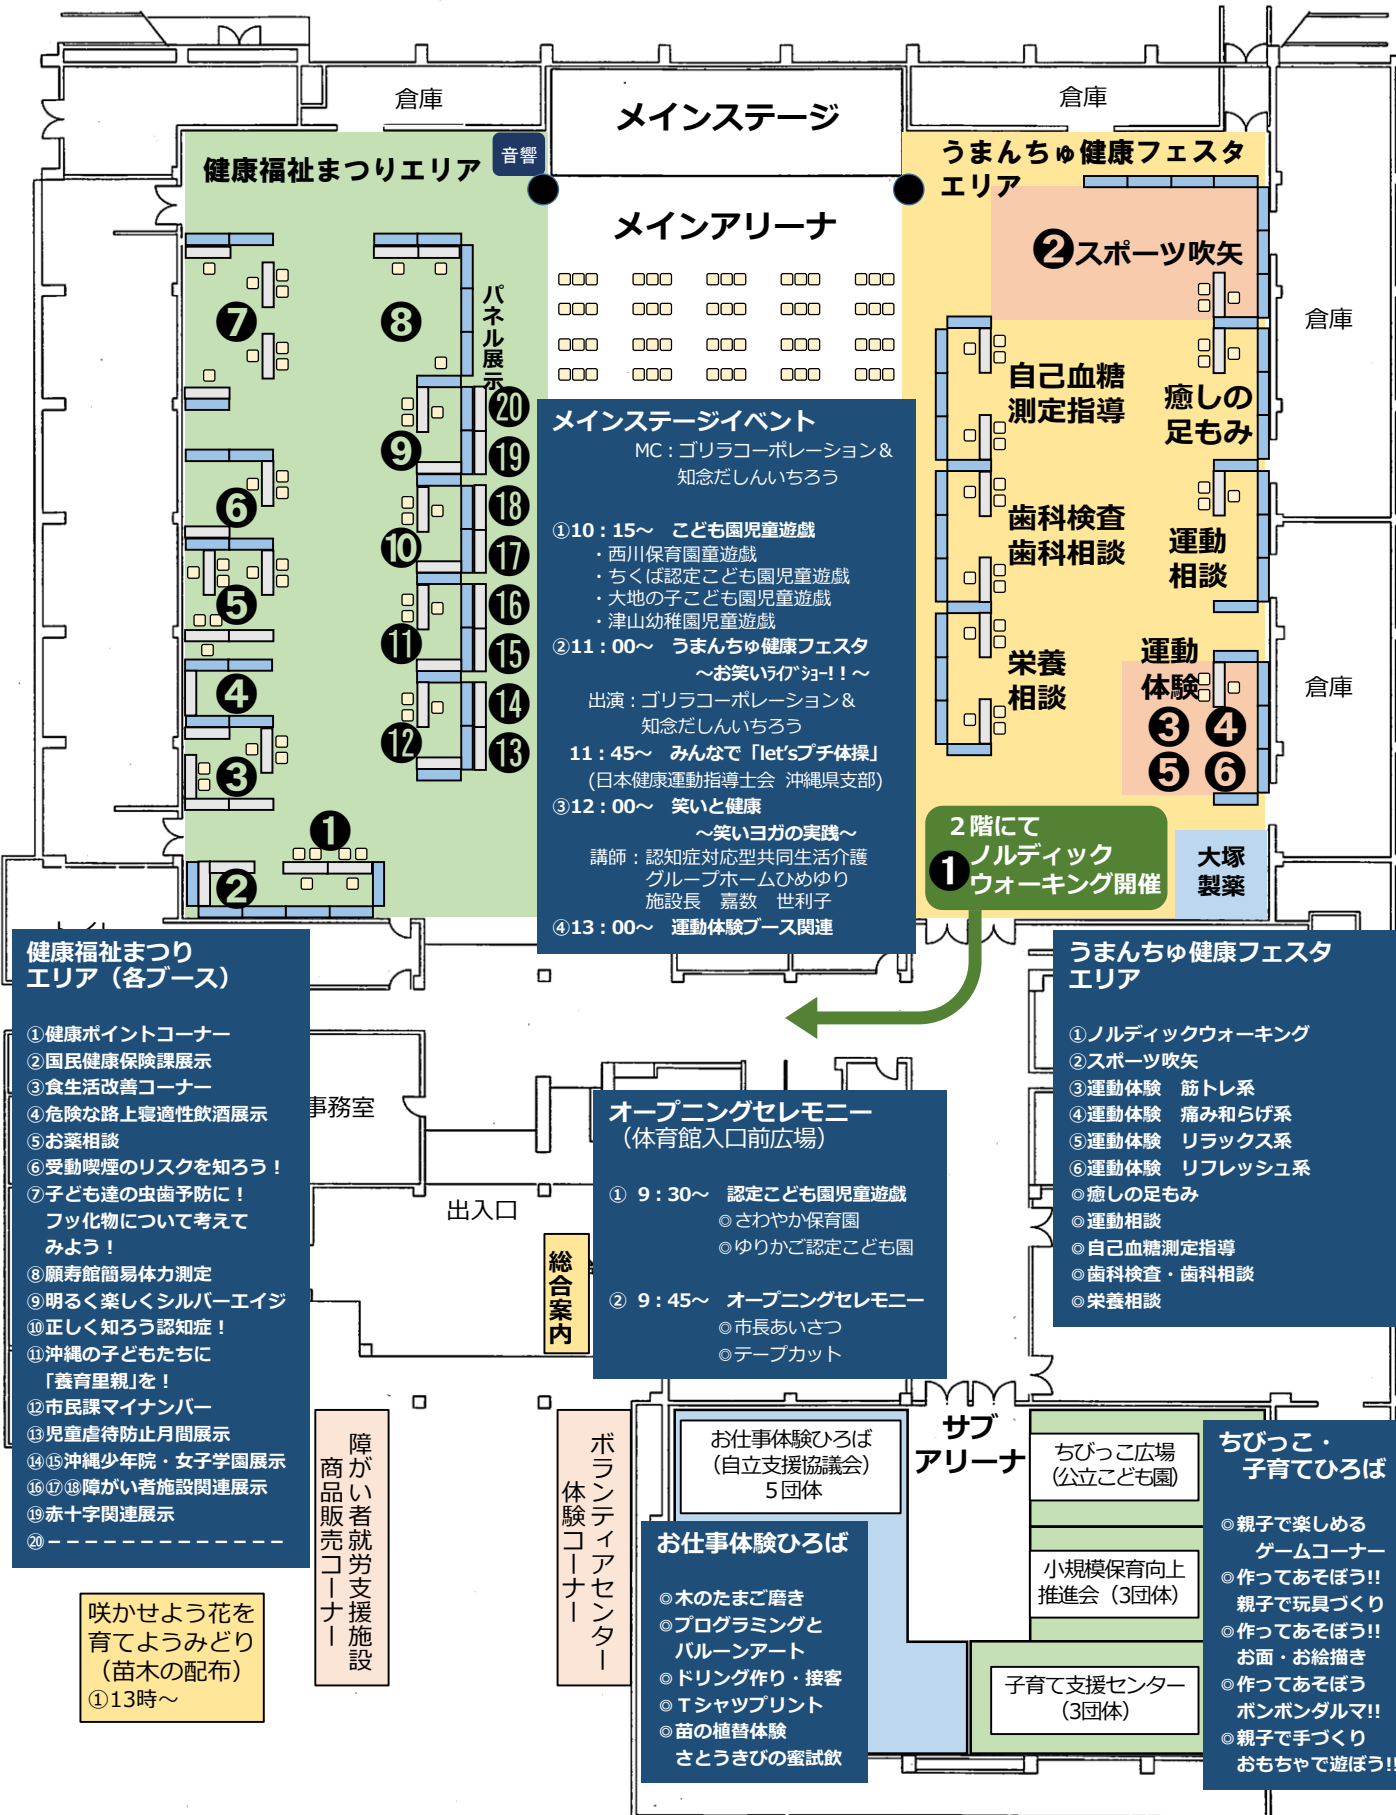 倉庫
メインステージ
倉庫
健康福祉まつりエリア
音響
うまんちゅ健康フェスタ
エリア
メインアリーナ
❷スポーツ吹矢
倉庫
❼
❽
パネル展示
自己血糖
測定指導
癒しの
足もみ
⓴
❾
⓳
❻
⓲
❿
⓱
歯科検査
歯科相談
運動
相談
❺
⓰
⓫
⓯
❹
⓮
⓬
⓭
❸
栄養
相談
運動
体験
❸ ❹
❺ ❻
倉庫
❶
❷
メインステージイベント
MC：ゴリラコーポレーション＆
知念だしんいちろう
①10：15～　こども園児童遊戯
・西川保育園童遊戯
・ちくば認定こども園児童遊戯
・大地の子こども園児童遊戯
・津山幼稚園児童遊戯
②11：00～　うまんちゅ健康フェスタ
～お笑いﾗｲﾌﾞｼｮｰ!！～
出演：ゴリラコーポレーション＆
知念だしんいちろう
11：45～　みんなで「let'sプチ体操」
(日本健康運動指導士会 沖縄県支部)
③12：00～　笑いと健康
～笑いヨガの実践～
講師：認知症対応型共同生活介護
グループホームひめゆり
施設長　嘉数　世利子
④13：00～　運動体験ブース関連
２階にて
❶ノルディック
ウォーキング開催
大塚
製薬
健康福祉まつり
エリア（各ブース）
①健康ポイントコーナー
②国民健康保険課展示
③食生活改善コーナー
④危険な路上寝適性飲酒展示
⑤お薬相談
⑥受動喫煙のリスクを知ろう！
⑦子ども達の虫歯予防に！
フッ化物について考えて
みよう！
⑧願寿館簡易体力測定
⑨明るく楽しくシルバーエイジ
⑩正しく知ろう認知症！
⑪沖縄の子どもたちに
「養育里親」を！
⑫市民課マイナンバー
⑬児童虐待防止月間展示
⑭⑮沖縄少年院・女子学園展示
⑯⑰⑱障がい者施設関連展示
⑲赤十字関連展示
⑳－－－－－－－－－－－－－
事務室
出入口
総合案内
オープニングセレモニー
（体育館入口前広場）
① 9：30～　認定こども園児童遊戯
◎さわやか保育園
◎ゆりかご認定こども園
② 9：45～　オープニングセレモニー
◎市長あいさつ
◎テープカット
うまんちゅ健康フェスタ
エリア
①ノルディックウォーキング
②スポーツ吹矢
③運動体験　筋トレ系
④運動体験　痛み和らげ系
⑤運動体験　リラックス系
⑥運動体験　リフレッシュ系
◎癒しの足もみ
◎運動相談
◎自己血糖測定指導
◎歯科検査・歯科相談
◎栄養相談
障がい者就労支援施設
商品販売コーナー
ボランティアセンター
体験コーナー
咲かせよう花を
育てようみどり
（苗木の配布）
①13時～
お仕事体験ひろば
（自立支援協議会）
５団体
サブ
アリーナ
ちびっこ広場
（公立こども園）
小規模保育向上
推進会（3団体）
子育て支援センター
（3団体）
お仕事体験ひろば
◎木のたまご磨き
◎プログラミングと
バルーンアート
◎ドリング作り・接客
◎Ｔシャツプリント
◎苗の植替体験
さとうきびの蜜試飲
ちびっこ・
子育てひろば
◎親子で楽しめる
ゲームコーナー
◎作ってあそぼう!!
親子で玩具づくり
◎作ってあそぼう!!
お面・お絵描き
◎作ってあそぼう
ボンボンダルマ!!
◎親子で手づくり
おもちゃで遊ぼう!!